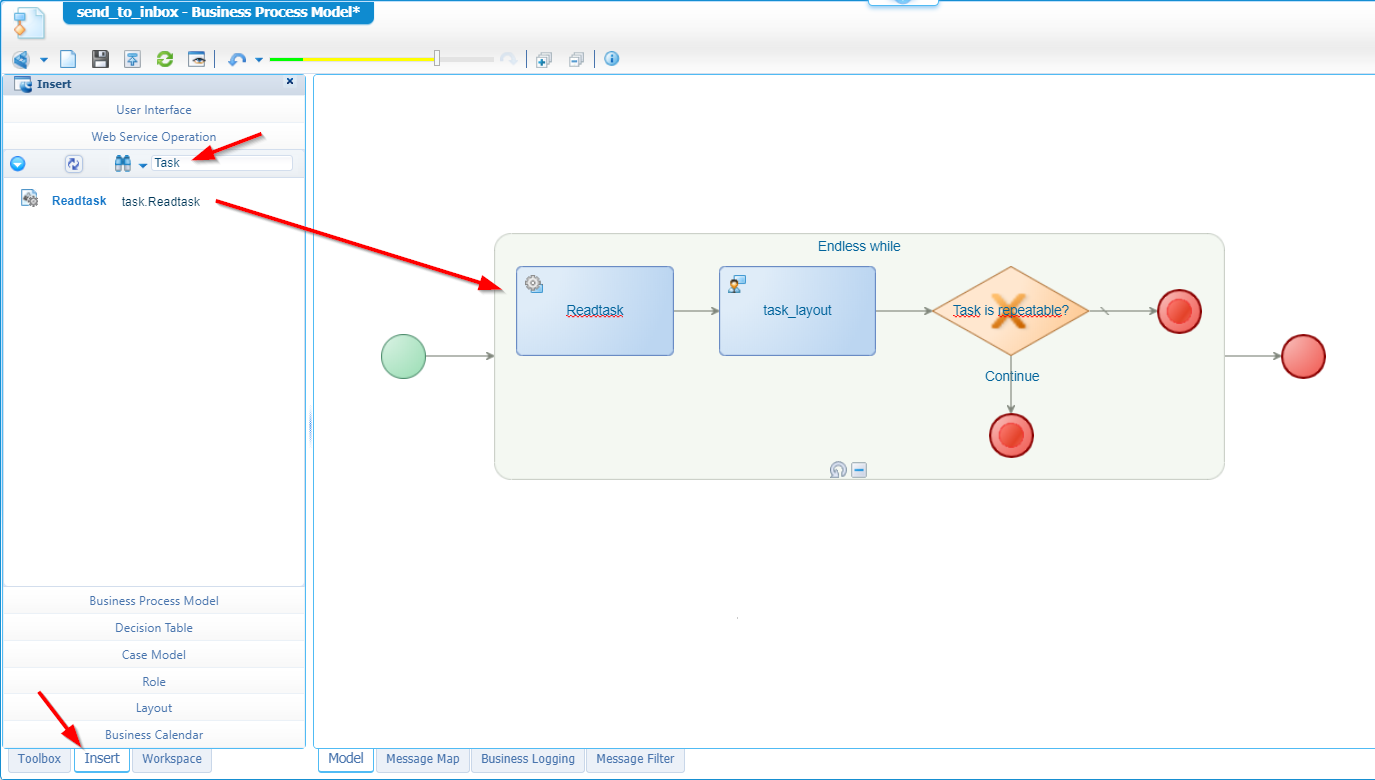 send_to_inbox - Business Process Model*
Insert
User Interface
Web Service Operation
Task
Readtask task.Readtask
Business Process Model
Decision Table
Case Model
Role
Layout
Business Calendar
Toolbox Insert Workspace
Endless while
Readtask
task_layout
Task is repeatable?
Continue
Model Message Map Business Logging Message Filter